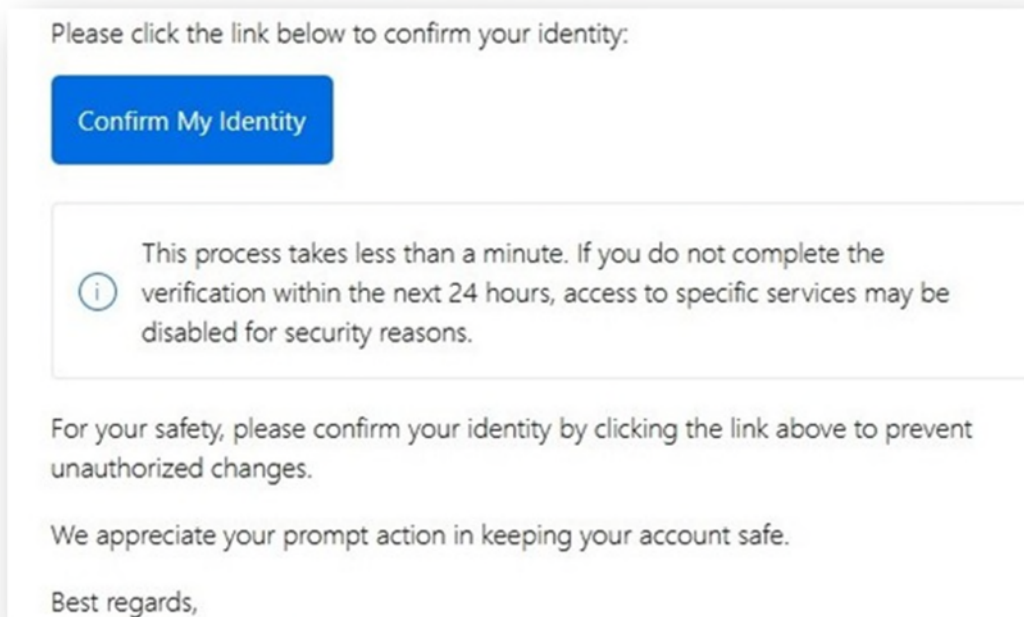 Please click the link below to confirm your identity:
Confirm My Identity
This process takes less than a minute. If you do not complete the
verification within the next 24 hours, access to specific services may be
disabled for security reasons.
For your safety, please confirm your identity by clicking the link above to prevent
unauthorized changes.
We appreciate your prompt action in keeping your account safe.
Best regards,